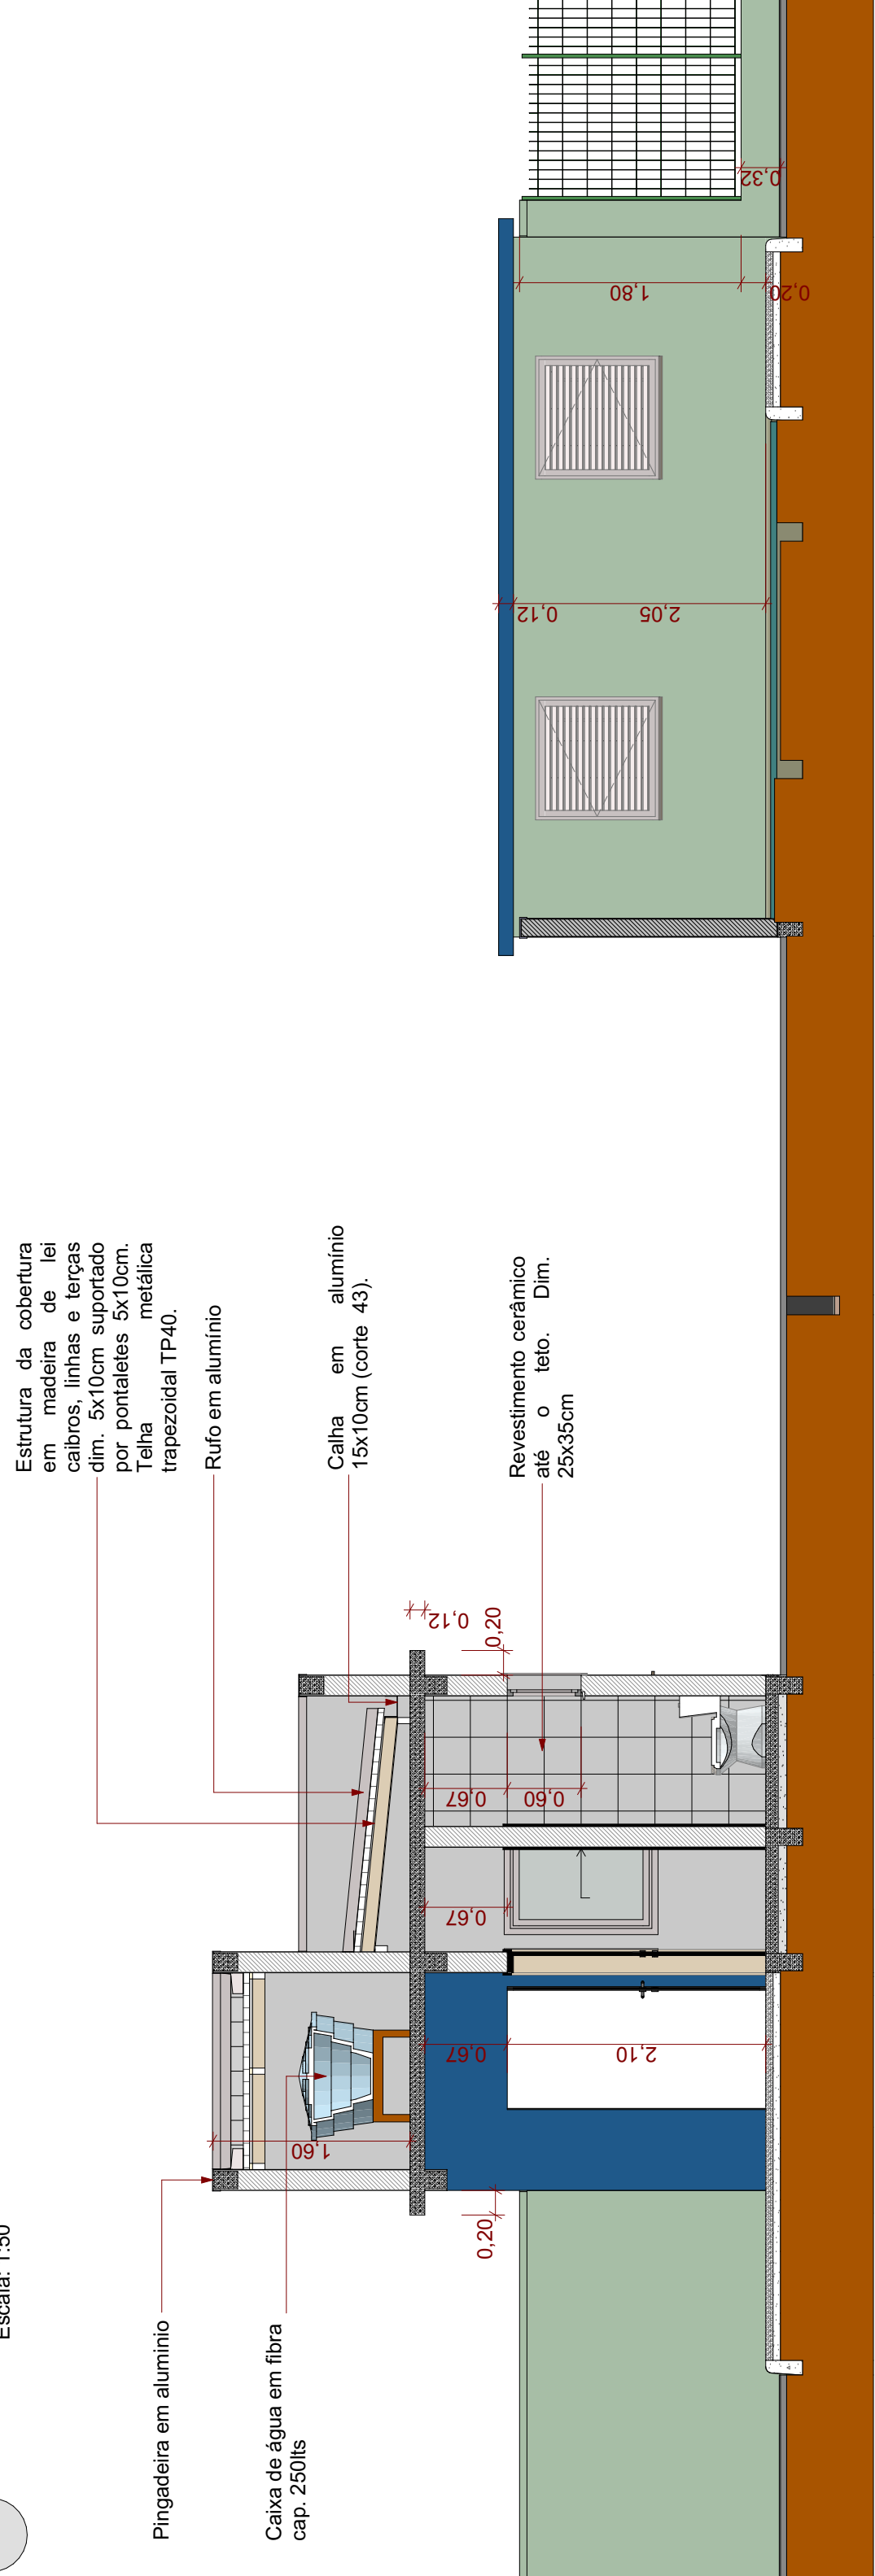 Escala: 1:50
Estrutura da cobertura
em madeira de lei
caibros, linhas e terças
dim. 5x10cm suportado
por pontaletes 5x10cm.
Telha metálica
trapezoidal TP40.
Rufo em alumínio
Calha em alumínio
15x10cm (corte 43).
Revestimento cerâmico
até o teto. Dim.
25x35cm
Pingadeira em aluminio
Caixa de água em fibra
cap. 250lts
1,60
0,20
0,67
2,10
0,67
0,67
0,60
0,12
0,20
0,12
2,05
1,80
0,20
0,32